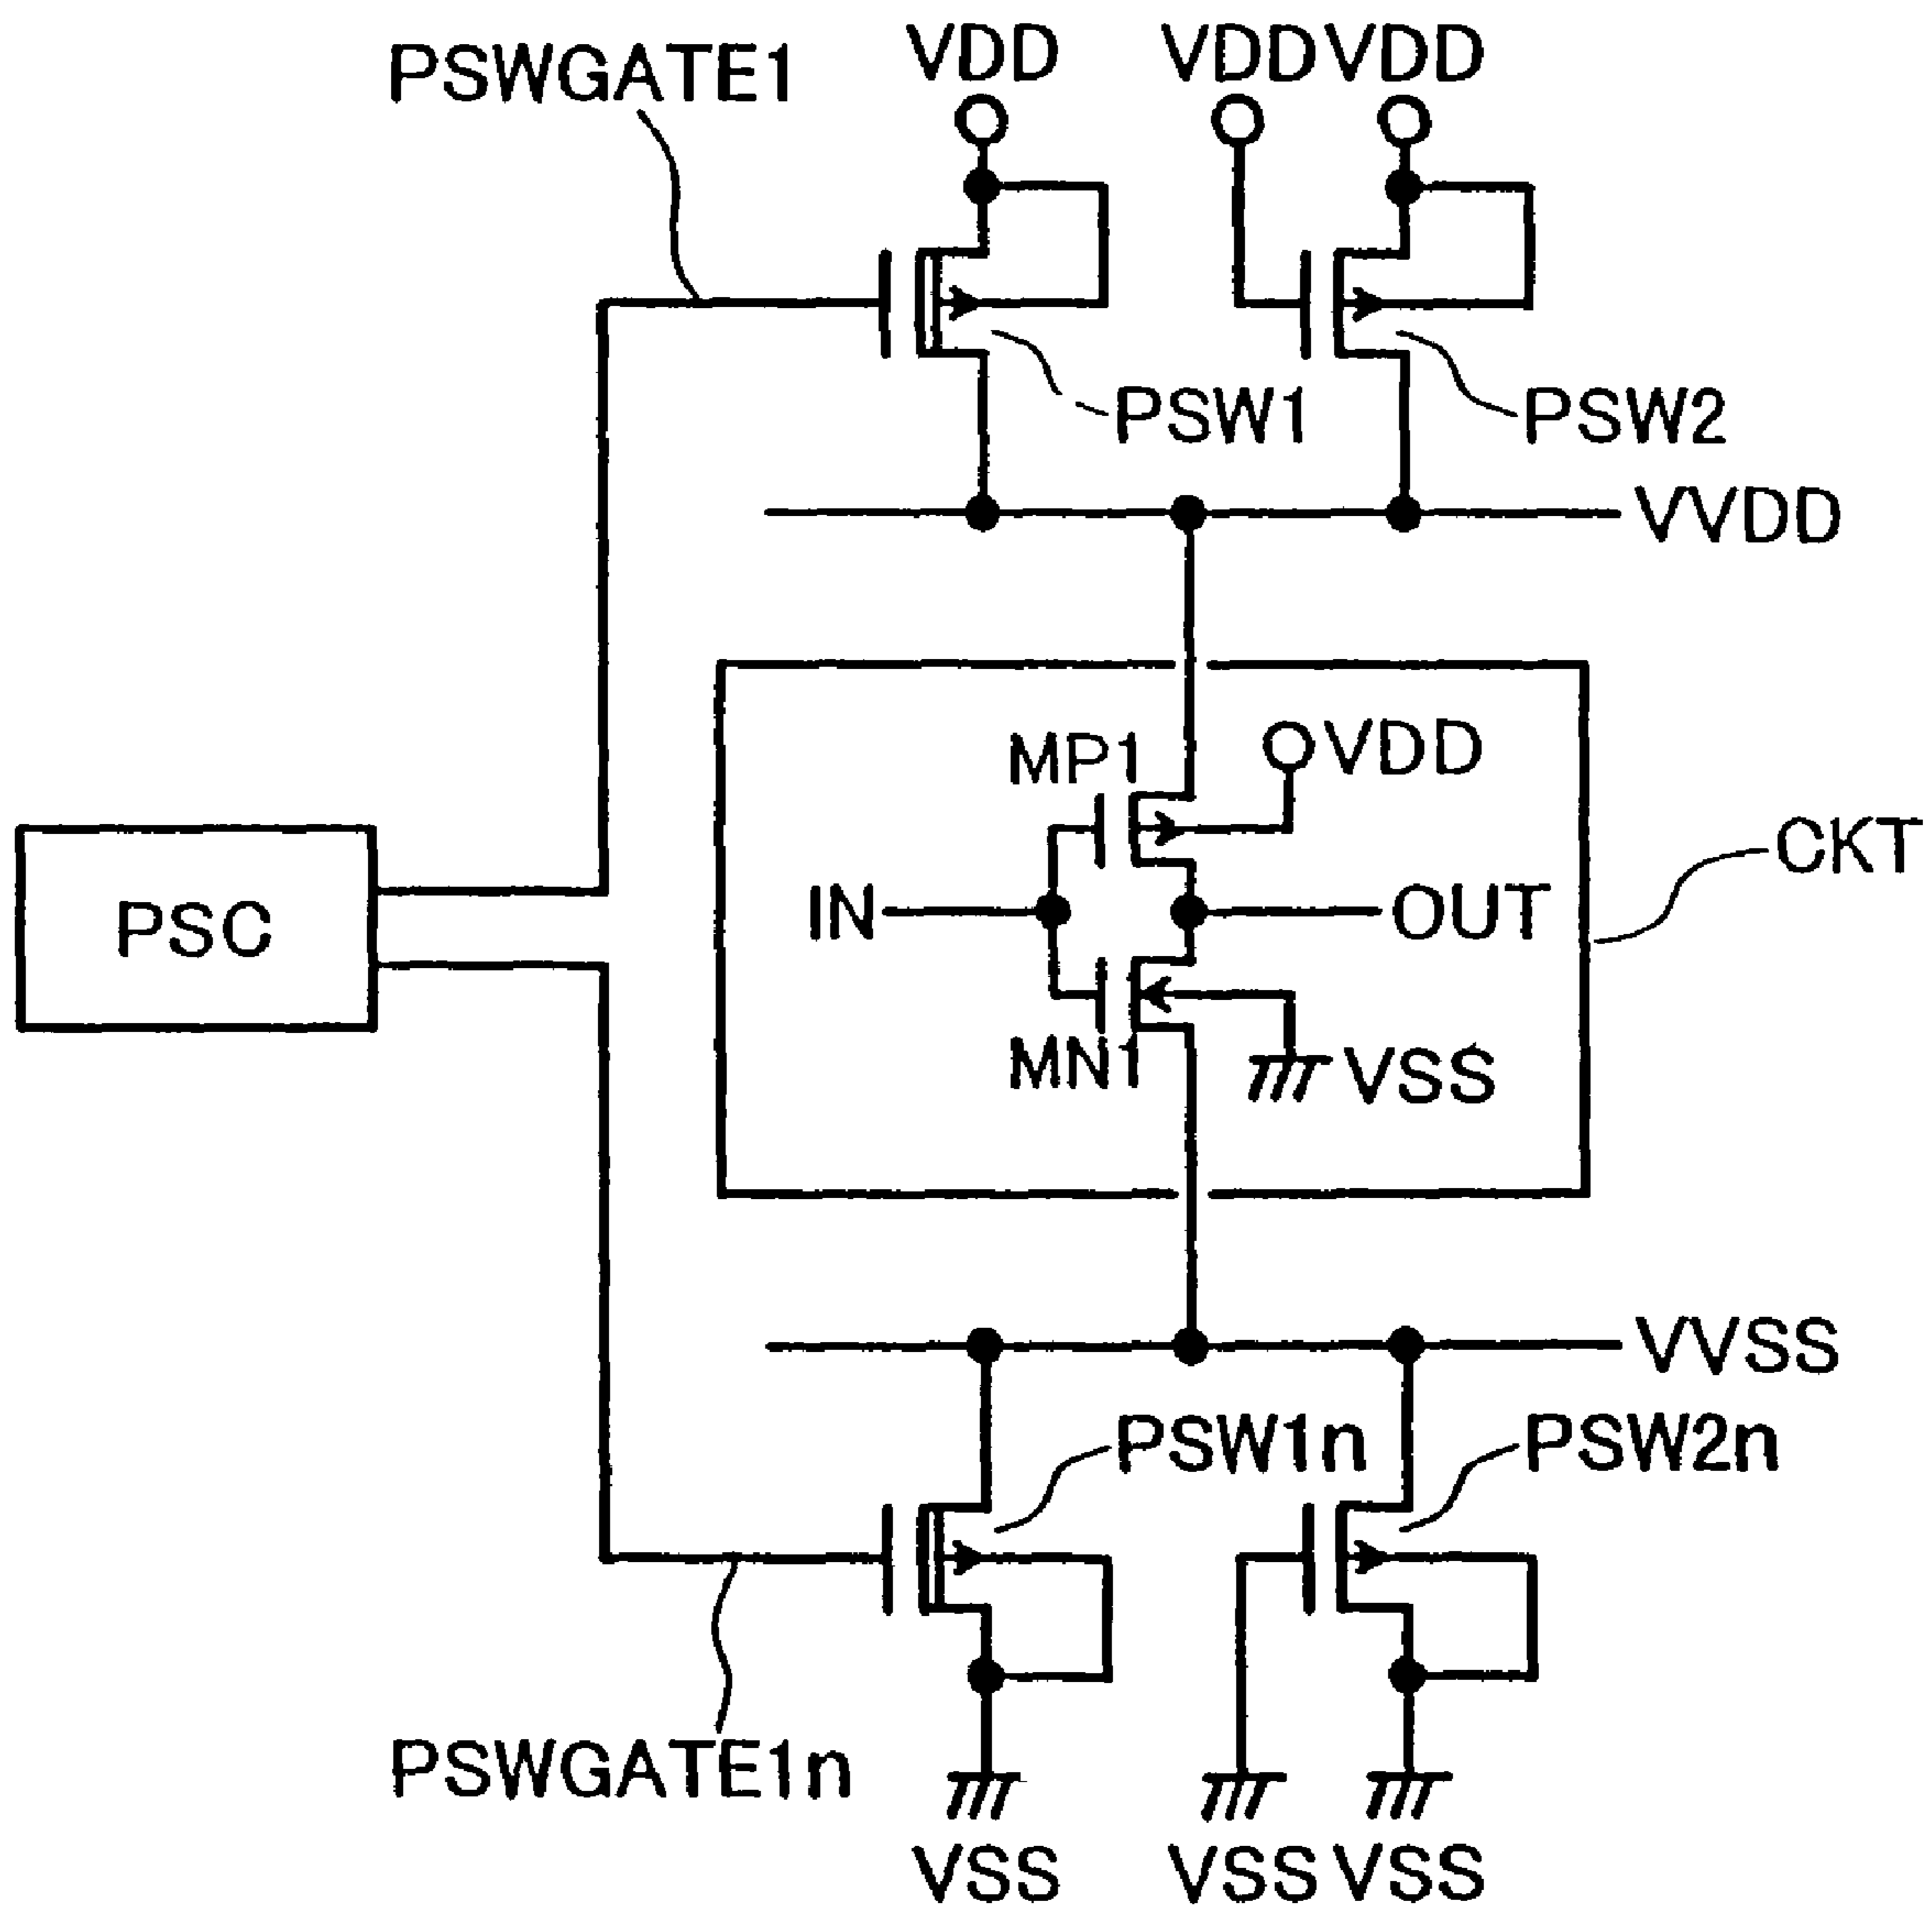 PSWGATE1
VDD
VDD
VDD
PSW1
PSW2
VVDD
MP1
VDD
CKT
PSC
IN
OUT
MN1
VSS
VVSS
PSW1n
PSW2n
PSWGATE1n
VSS
VSS
VSS